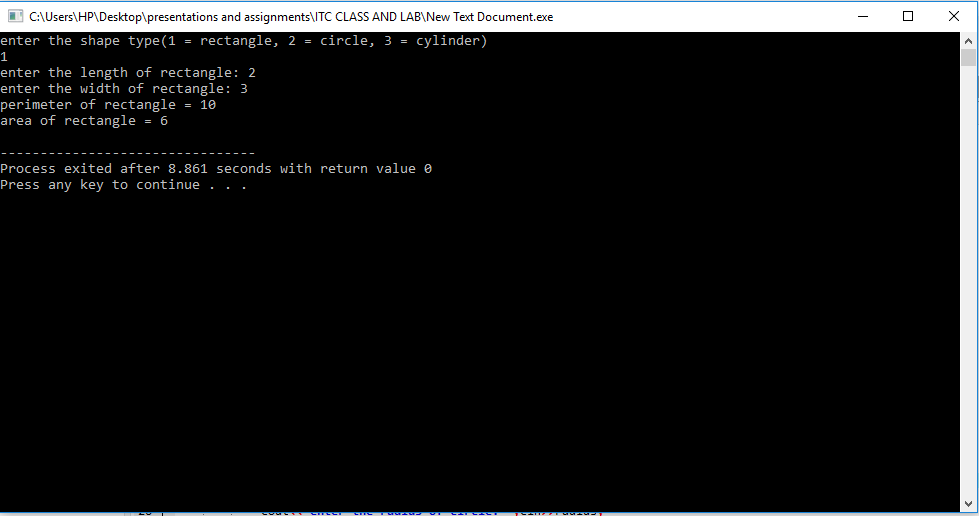 C:\Users\HP\Desktop\presentations and assignments\ITC CLASS AND LAB\New Text Document.exe
enter the shape type(1 = rectangle, 2 = circle, 3 = cylinder)
1
enter the length of rectangle: 2
enter the width of rectangle: 3
perimeter of rectangle = 10
area of rectangle = 6
--------------------------------
Process exited after 8.861 seconds with return value 0
Press any key to continue . . .